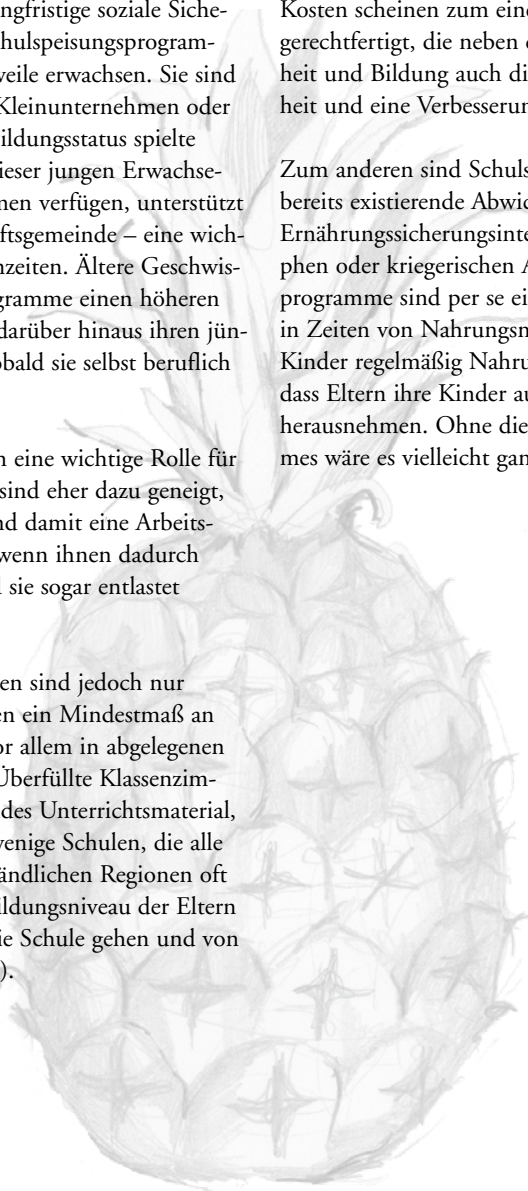 ngfristige soziale Siche-
hulspeisungsprogram-
weile erwachsen. Sie sind
Kleinunternehmen oder
ildungsstatus spielte
ieser jungen Erwachse-
men verfügen, unterstützt
ftsgemeinde – eine wich-
nzeiten. Ältere Geschwis-
gramme einen höheren
darüber hinaus ihren jün-
obald sie selbst beruflich

n eine wichtige Rolle für
sind eher dazu geneigt,
nd damit eine Arbeits-
wenn ihnen dadurch
l sie sogar entlastet

en sind jedoch nur
en ein Mindestmaß an
or allem in abgelegenen
Überfüllte Klassenzim-
des Unterrichtsmaterial,
wenige Schulen, die alle
ändlichen Regionen oft
ildungsniveau der Eltern
ie Schule gehen und von
).

Kosten scheinen zum ein
gerechtfertigt, die neben
heit und Bildung auch di
heit und eine Verbesserun

Zum anderen sind Schuls
bereits existierende Abwic
Ernährungssicherungsinte
phen oder kriegerischen A
programme sind per se ei
in Zeiten von Nahrungsm
Kinder regelmäßig Nahru
dass Eltern ihre Kinder au
herausnehmen. Ohne die
mes wäre es vielleicht gan